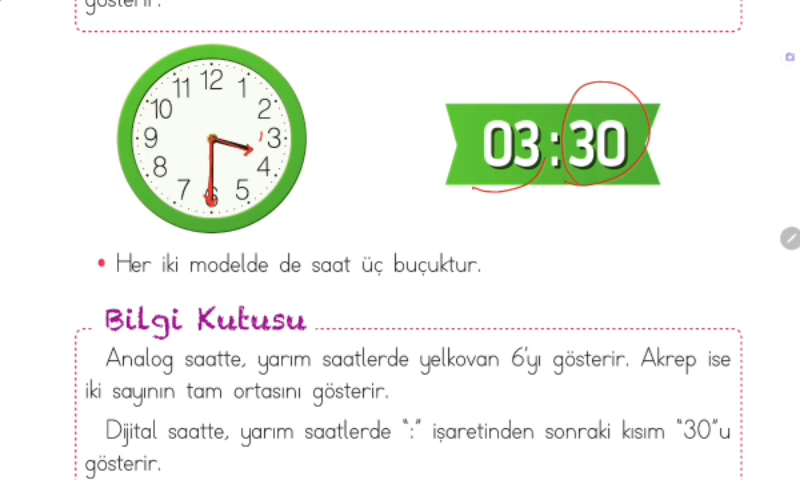 gösterir.
12
11
1
10
2
9
3
8
4
7
6
5
03:30
• Her iki modelde de saat üç buçuktur.
Bilgi Kutusu
Analog saatte, yarım saatlerde yelkovan 6'yı gösterir. Akrep ise
iki sayının tam ortasını gösterir.
Dijital saatte, yarım saatlerde ":" işaretinden sonraki kısım "30"u
gösterir.